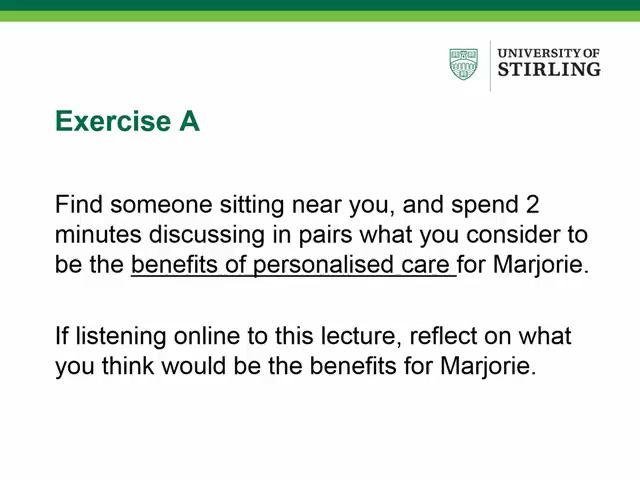 UNIVERSITY OF
STIRLING
Exercise A
Find someone sitting near you, and spend 2
minutes discussing in pairs what you consider to
be the benefits of personalised care for Marjorie.
If listening online to this lecture, reflect on what
you think would be the benefits for Marjorie.